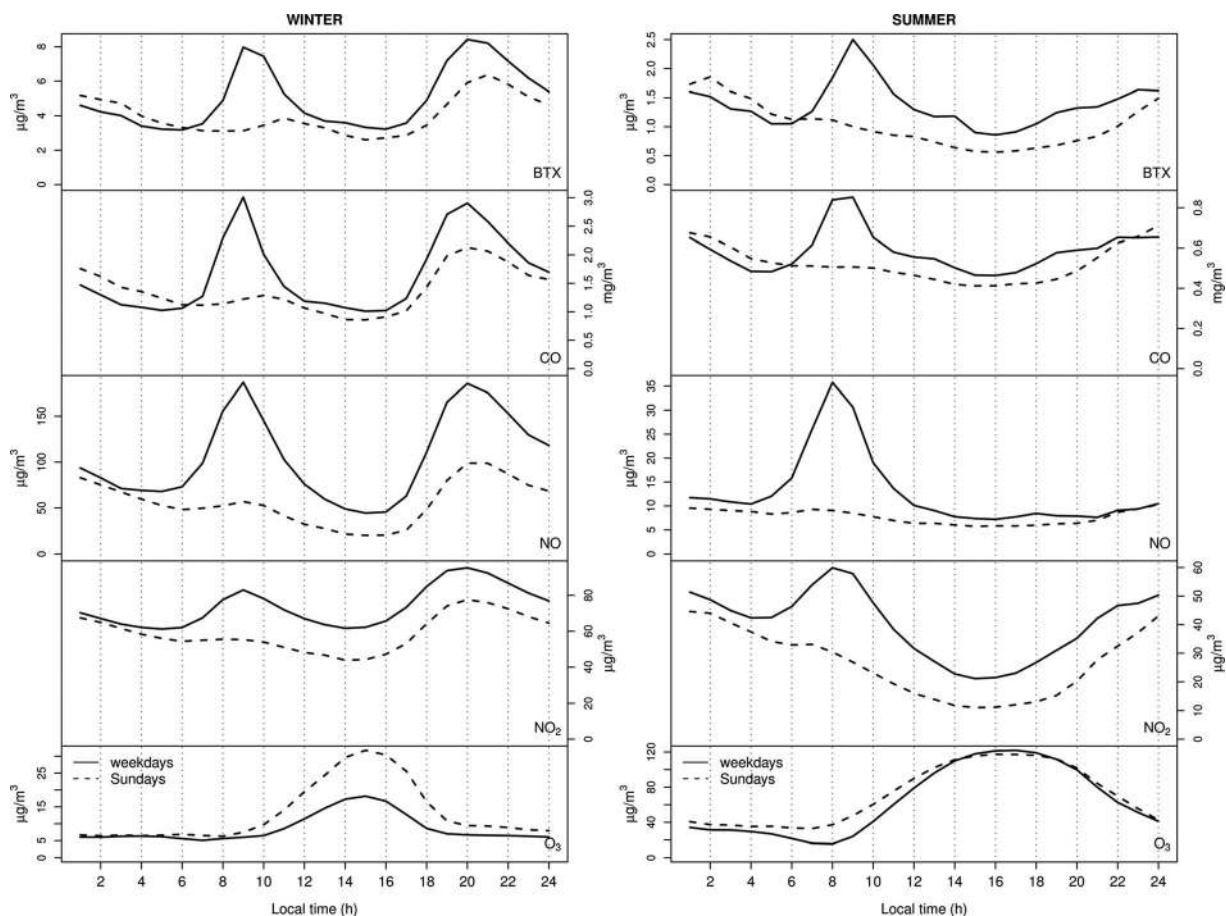 WINTER
0 2 4 6 8
µg/m³
BTX
0.0 0.5 1.0 1.5 2.0 2.5 3.0
mg/m³
CO
0 50 100 150
µg/m³
NO
0 20 40 60 80
µg/m³
NO₂
0 5 15 25
µg/m³
weekdays
Sundays
O₃
2 4 6 8 10 12 14 16 18 20 22 24
Local time (h)
SUMMER
0.0 0.5 1.0 1.5 2.0 2.5
µg/m³
BTX
0.0 0.2 0.4 0.6 0.8
mg/m³
CO
0 5 10 15 20 25 30 35
µg/m³
NO
0 10 20 30 40 50 60
µg/m³
NO₂
0 20 40 60 80 120
µg/m³
weekdays
Sundays
O₃
2 4 6 8 10 12 14 16 18 20 22 24
Local time (h)